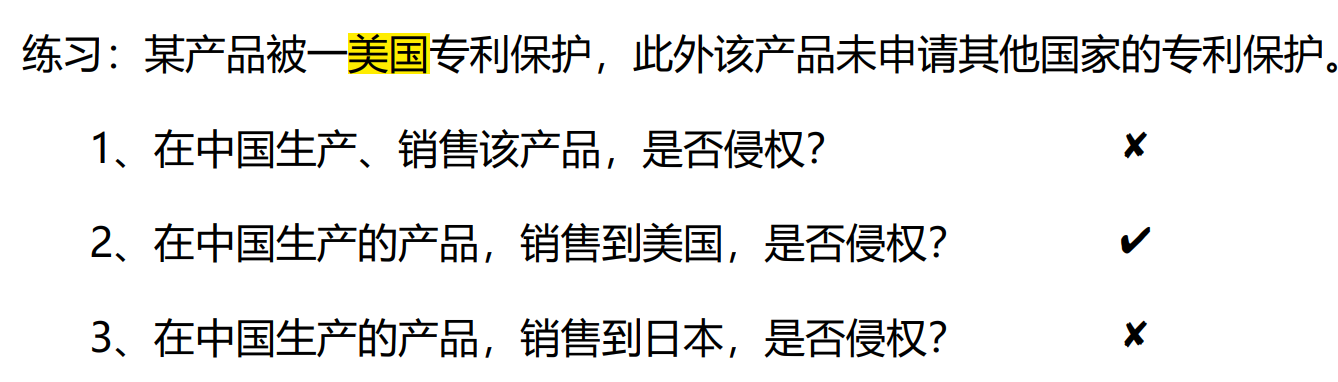 练习：某产品被一美国专利保护，此外该产品未申请其他国家的专利保护。
1、在中国生产、销售该产品，是否侵权？ ✘
2、在中国生产的产品，销售到美国，是否侵权？ ✔
3、在中国生产的产品，销售到日本，是否侵权？ ✘